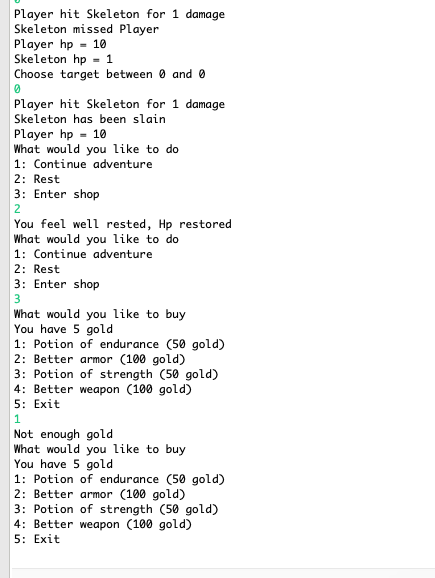 0
Player hit Skeleton for 1 damage
Skeleton missed Player
Player hp = 10
Skeleton hp = 1
Choose target between 0 and 0
0
Player hit Skeleton for 1 damage
Skeleton has been slain
Player hp = 10
What would you like to do
1: Continue adventure
2: Rest
3: Enter shop
2
You feel well rested, Hp restored
What would you like to do
1: Continue adventure
2: Rest
3: Enter shop
3
What would you like to buy
You have 5 gold
1: Potion of endurance (50 gold)
2: Better armor (100 gold)
3: Potion of strength (50 gold)
4: Better weapon (100 gold)
5: Exit
1
Not enough gold
What would you like to buy
You have 5 gold
1: Potion of endurance (50 gold)
2: Better armor (100 gold)
3: Potion of strength (50 gold)
4: Better weapon (100 gold)
5: Exit